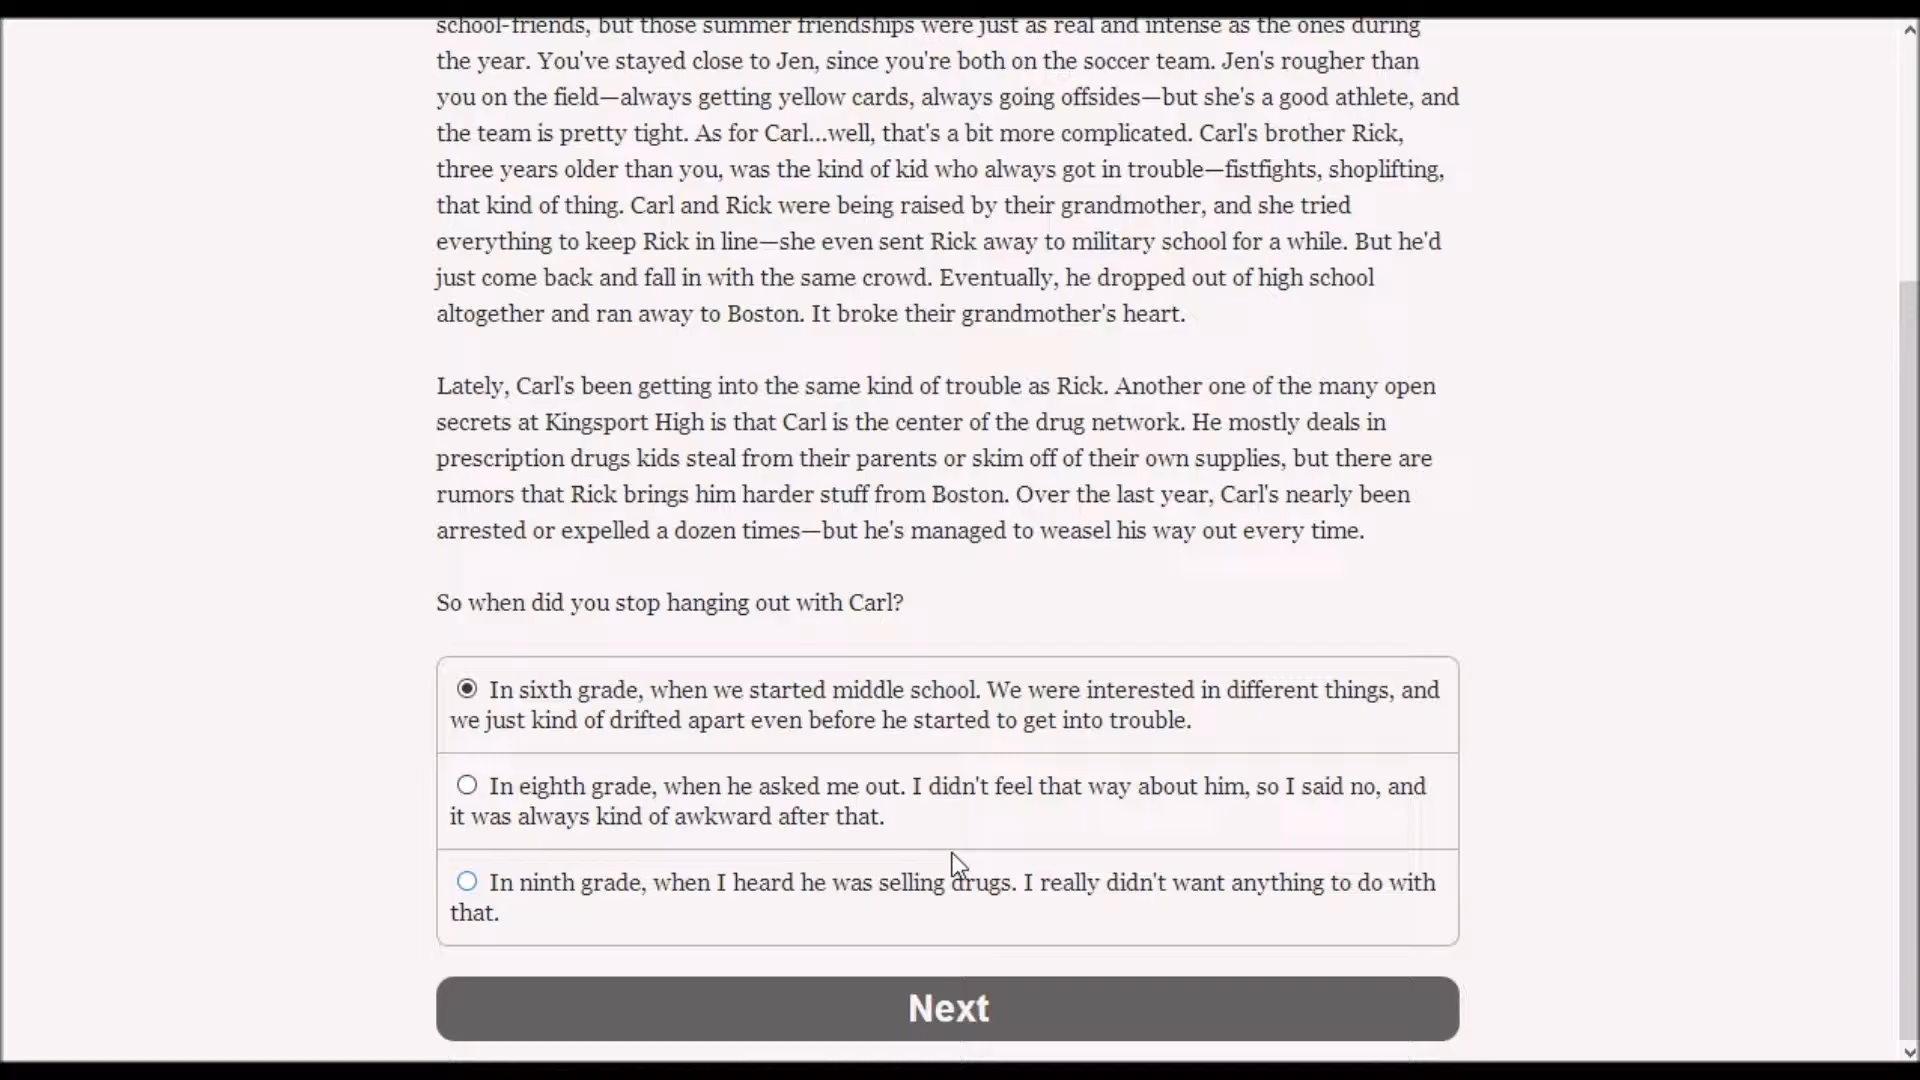 school-friends, but those summer friendships were just as real and intense as the ones during
the year. You've stayed close to Jen, since you're both on the soccer team. Jen's rougher than
you on the field—always getting yellow cards, always going offsides—but she's a good athlete, and
the team is pretty tight. As for Carl...well, that's a bit more complicated. Carl's brother Rick,
three years older than you, was the kind of kid who always got in trouble—fistfights, shoplifting,
that kind of thing. Carl and Rick were being raised by their grandmother, and she tried
everything to keep Rick in line—she even sent Rick away to military school for a while. But he'd
just come back and fall in with the same crowd. Eventually, he dropped out of high school
altogether and ran away to Boston. It broke their grandmother's heart.
Lately, Carl's been getting into the same kind of trouble as Rick. Another one of the many open
secrets at Kingsport High is that Carl is the center of the drug network. He mostly deals in
prescription drugs kids steal from their parents or skim off of their own supplies, but there are
rumors that Rick brings him harder stuff from Boston. Over the last year, Carl's nearly been
arrested or expelled a dozen times—but he's managed to weasel his way out every time.
So when did you stop hanging out with Carl?
In sixth grade, when we started middle school. We were interested in different things, and
we just kind of drifted apart even before he started to get into trouble.
In eighth grade, when he asked me out. I didn't feel that way about him, so I said no, and
it was always kind of awkward after that.
In ninth grade, when I heard he was selling drugs. I really didn't want anything to do with
that.
Next